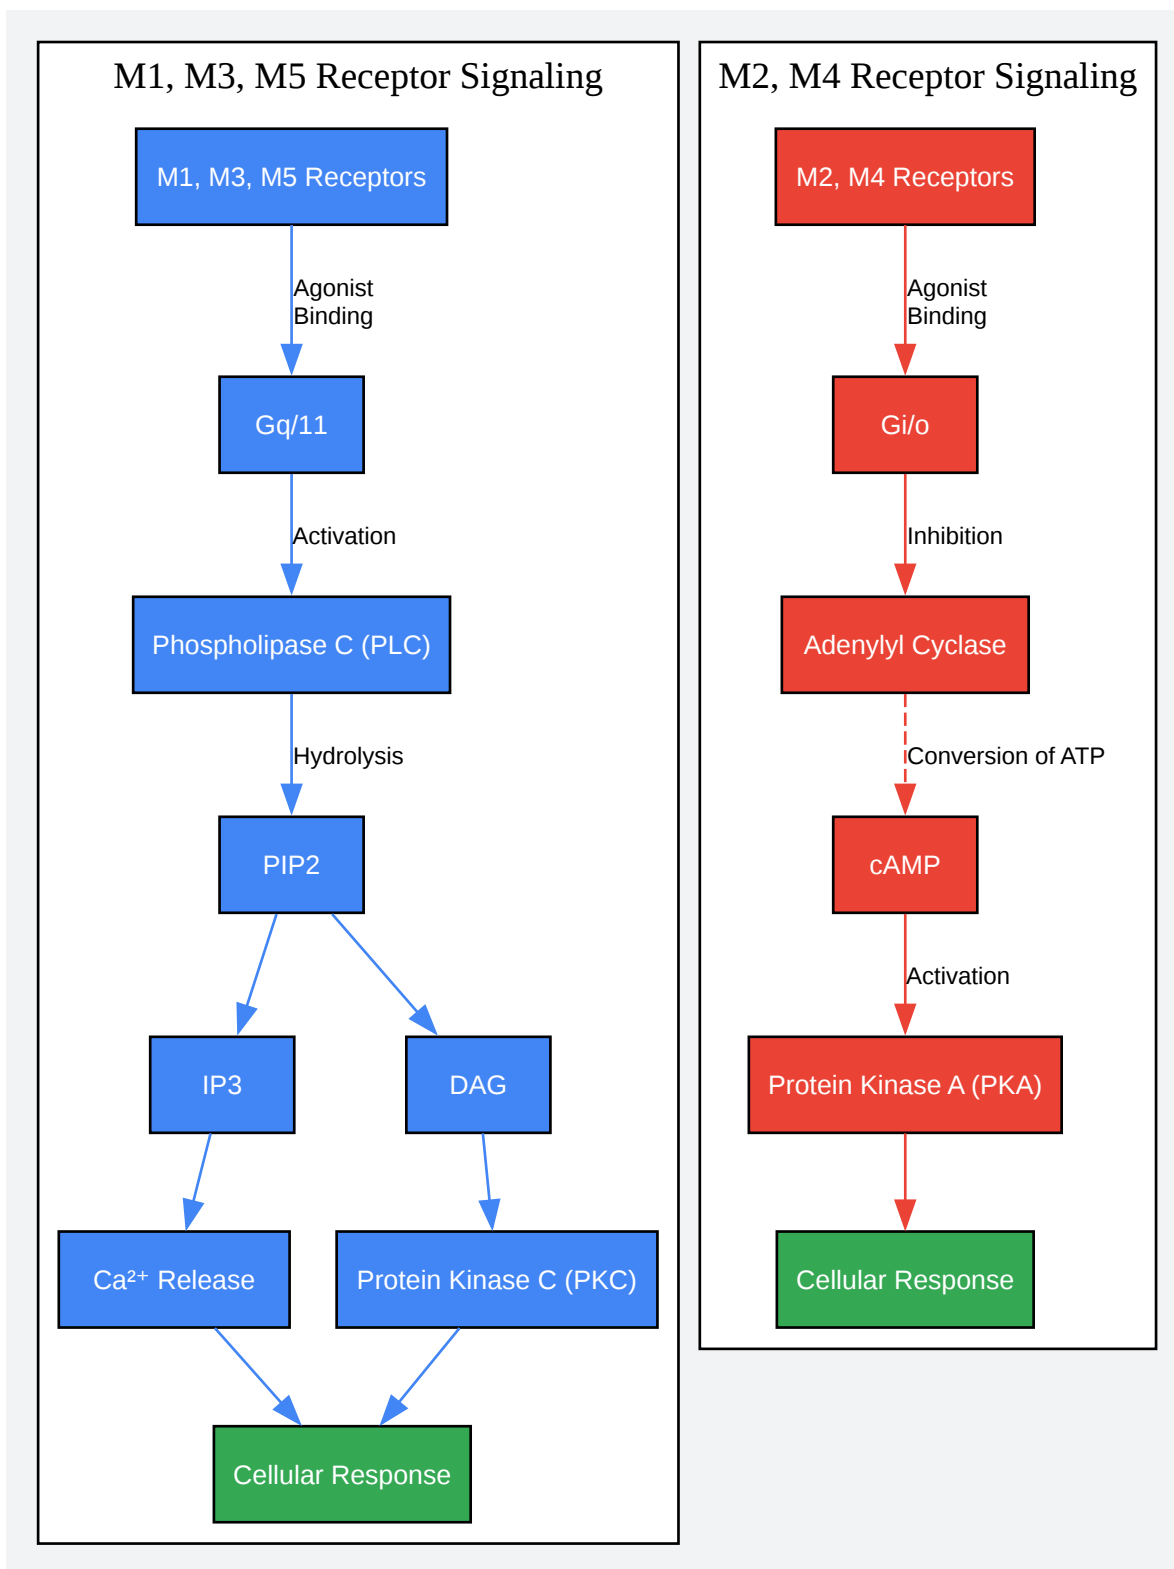 M1, M3, M5 Receptor Signaling
M1, M3, M5 Receptors
Agonist
Binding
Gq/11
Activation
Phospholipase C (PLC)
Hydrolysis
PIP2
IP3
DAG
Ca²⁺ Release
Protein Kinase C (PKC)
Cellular Response
M2, M4 Receptor Signaling
M2, M4 Receptors
Agonist
Binding
Gi/o
Inhibition
Adenylyl Cyclase
Conversion of ATP
cAMP
Activation
Protein Kinase A (PKA)
Cellular Response